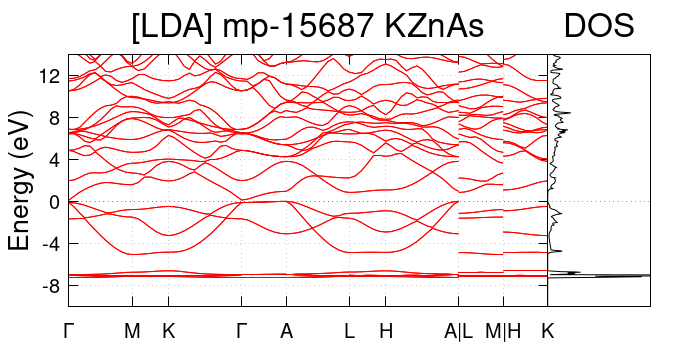 [LDA] mp-15687 KZnAs
DOS
Energy (eV)
12
8
4
0
-4
-8
Γ M K Γ A L H A|L M|H K